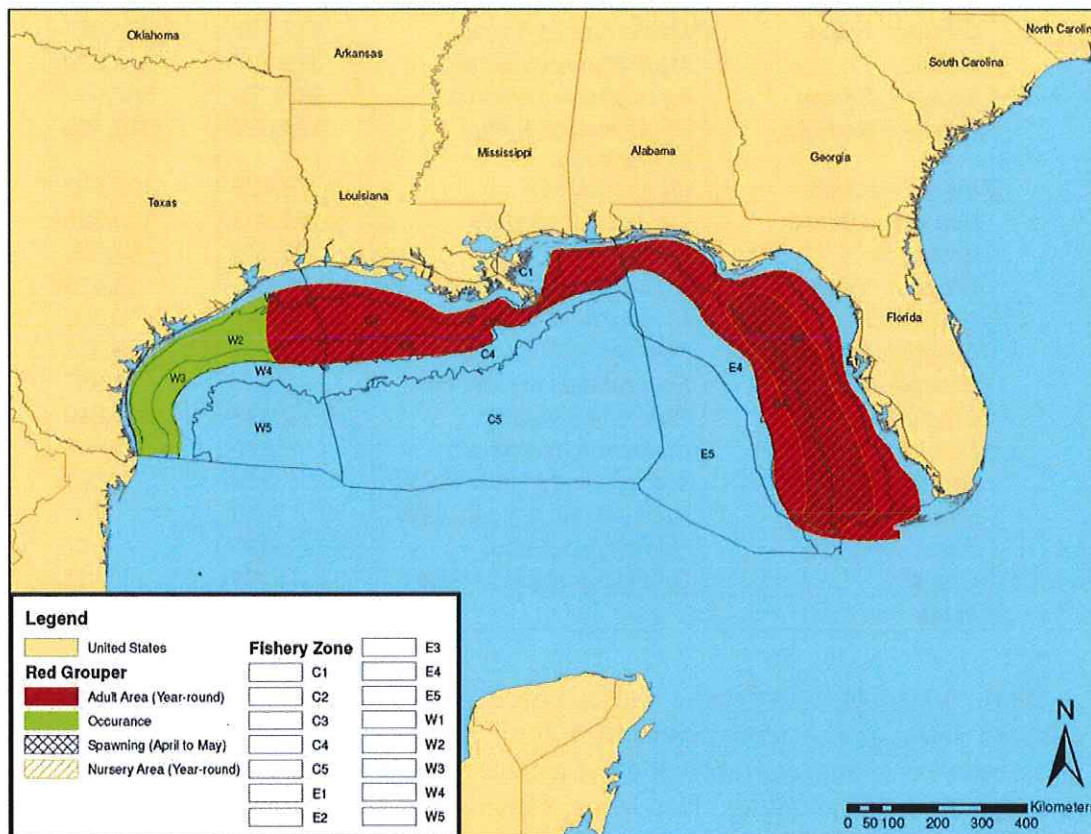 Oklahoma
Arkansas
North Carolin
South Carolina
Mississippi
Alabama
Georgia
Louisiana
Texas
C1
Florida
W2
C4
E1
W3
W4
E4
W5
C5
E5
Legend
United States
Red Grouper
Adult Area (Year-round)
Occurance
Spawning (April to May)
Nursery Area (Year-round)
Fishery Zone
C1
C2
C3
C4
C5
E1
E2
E3
E4
E5
W1
W2
W3
W4
W5
N
Kilometers
0 50 100 200 300 400